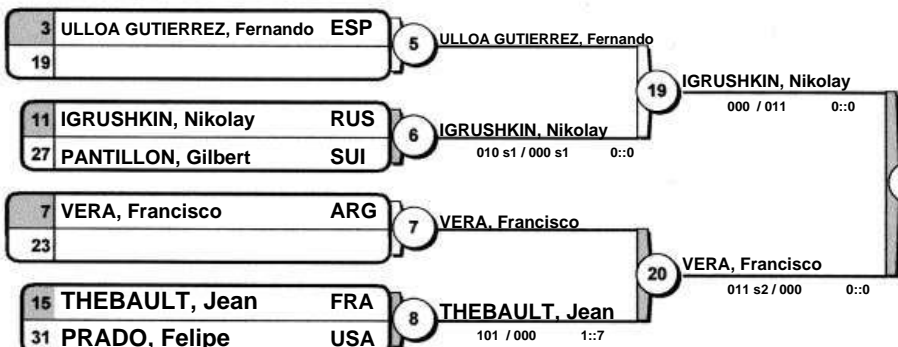 3 ULLOA GUTIERREZ, Fernando ESP
19
5
ULLOA GUTIERREZ, Fernando
11 IGRUSHKIN, Nikolay RUS
27 PANTILLON, Gilbert SUI
6
IGRUSHKIN, Nikolay
010 s1 / 000 s1 0::0
19
IGRUSHKIN, Nikolay
000 / 011 0::0
7 VERA, Francisco ARG
23
7
VERA, Francisco
15 THEBAULT, Jean FRA
31 PRADO, Felipe USA
8
THEBAULT, Jean
101 / 000 1::7
20
VERA, Francisco
011 s2 / 000 0::0